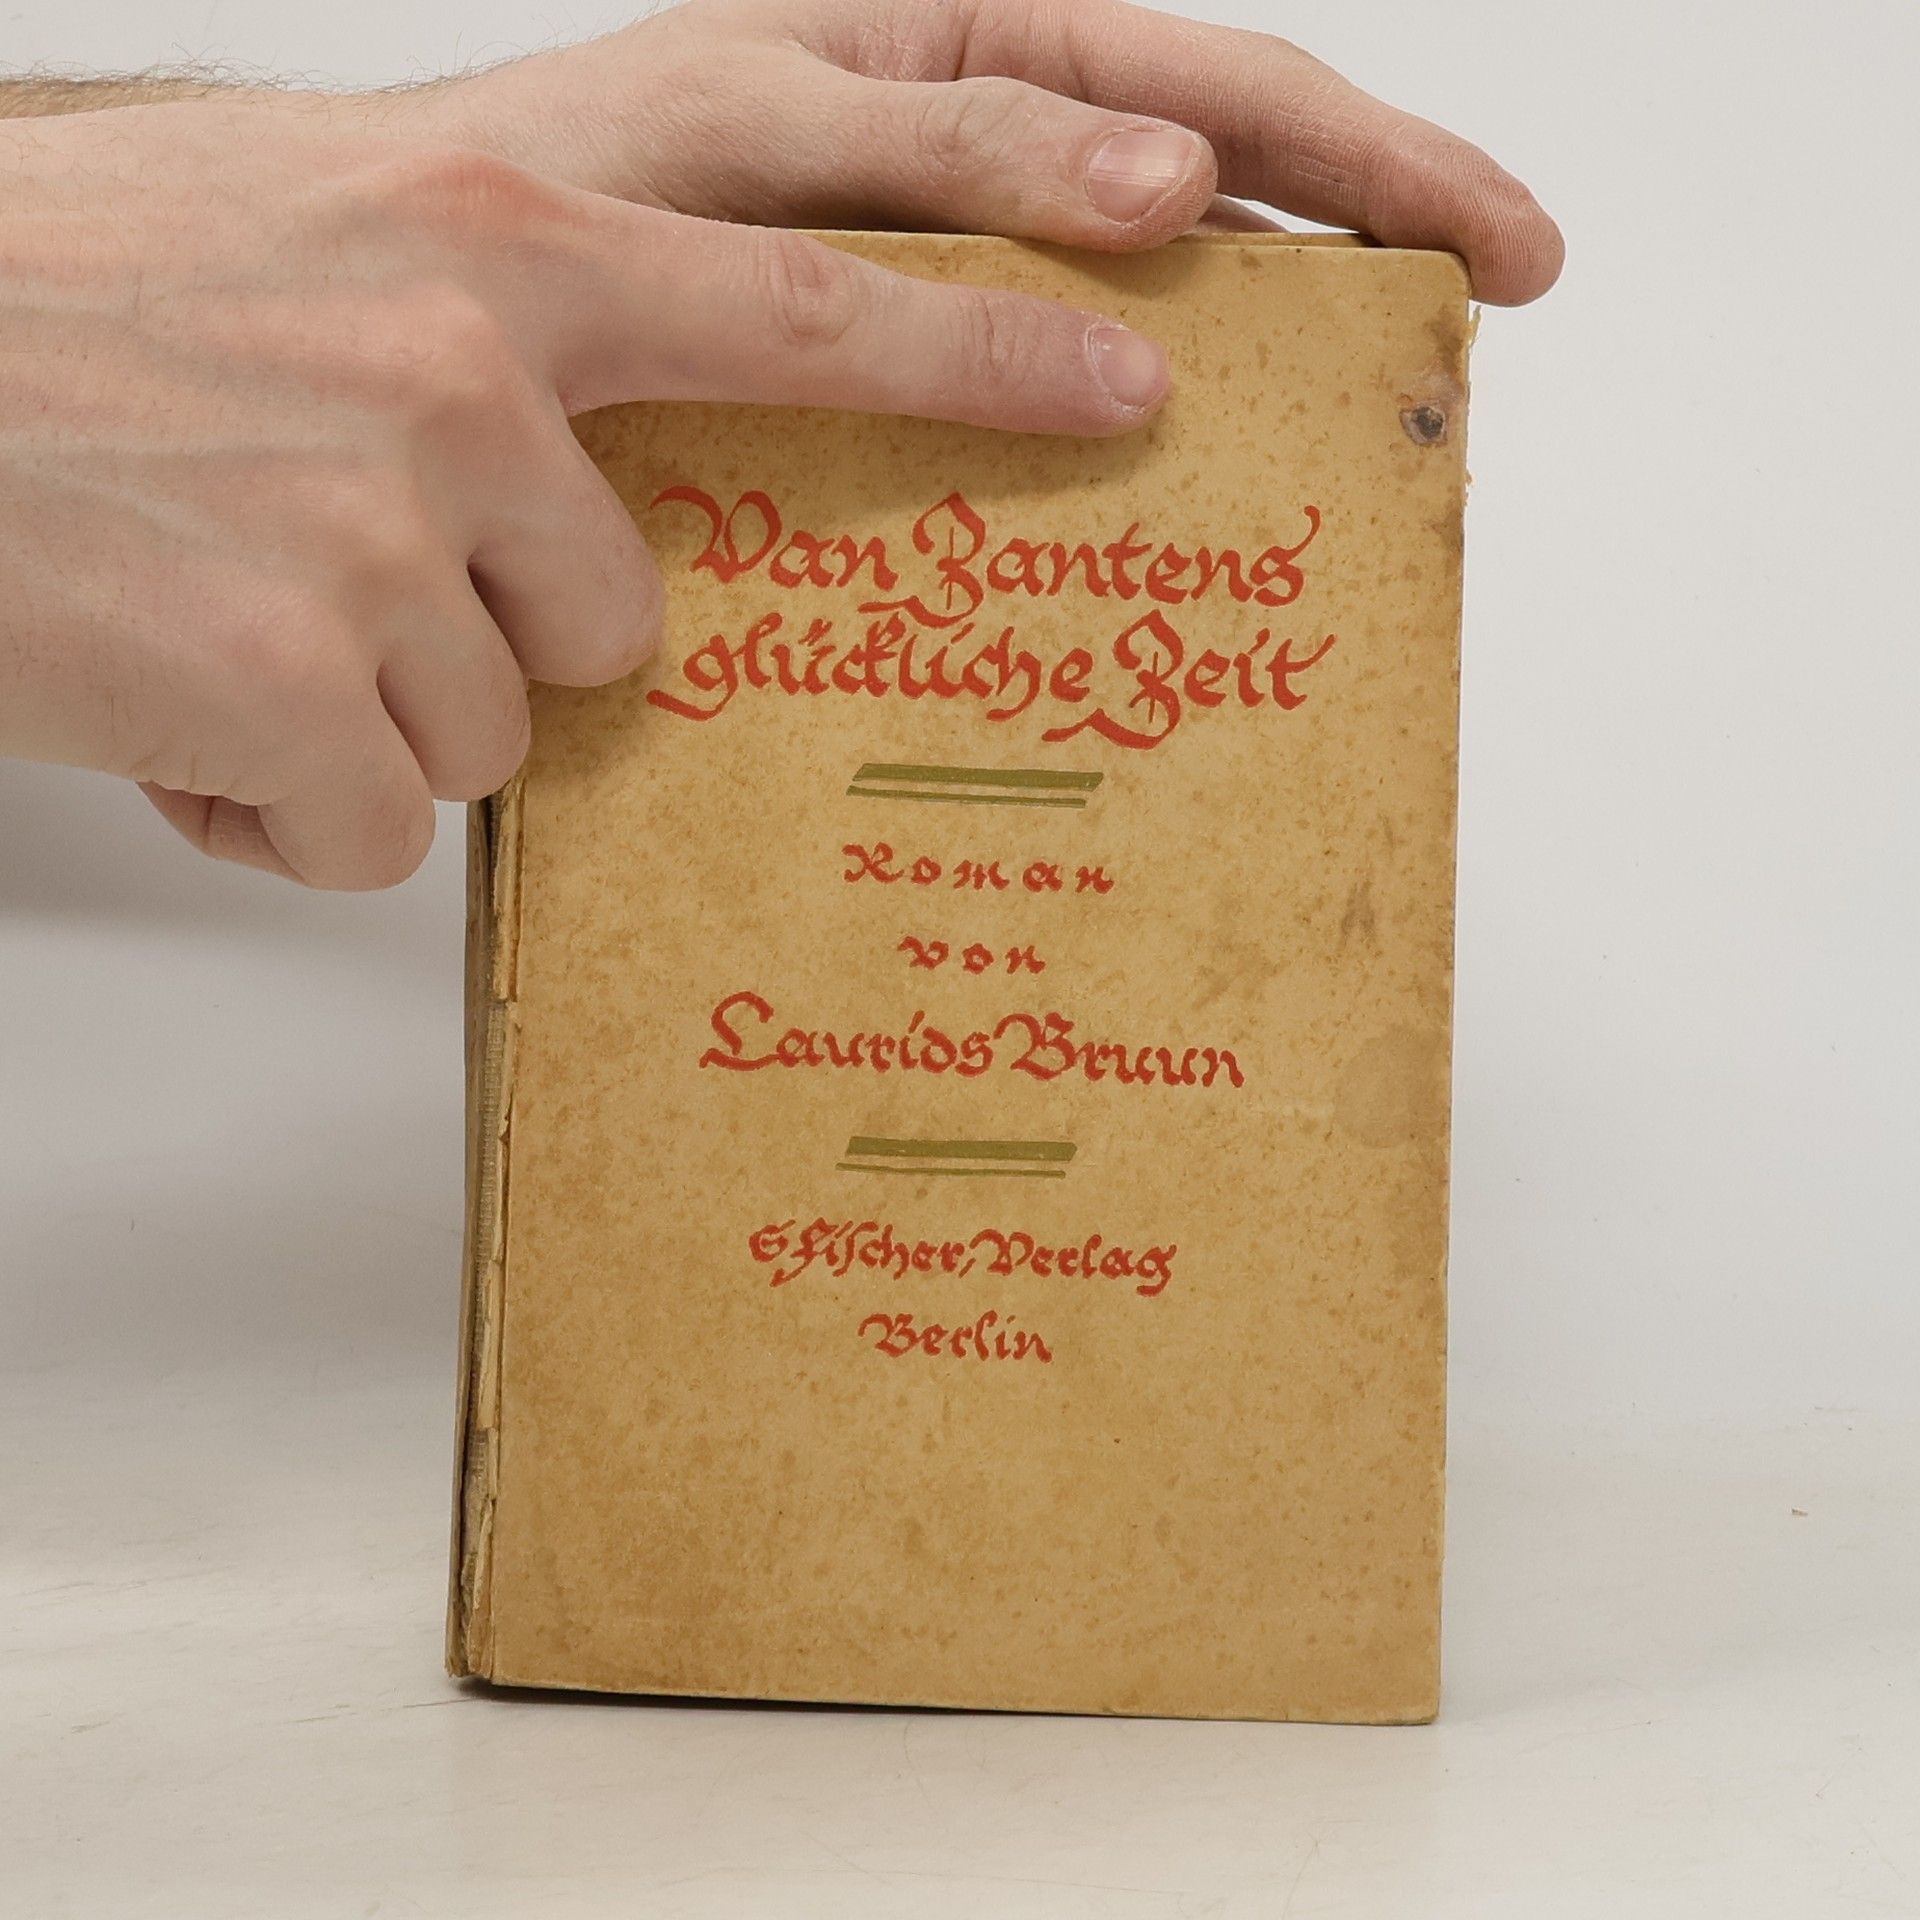 Van Zantens
glückliche Zeit
Roman
von
Laurids Bruun
S. Fiſcher, Verlag
Berlin